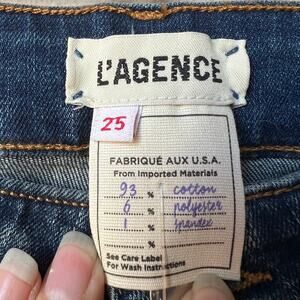 L'AGENCE
25
FABRIQUÉ AUX U.S.A.
From Imported Materials
93 % cotton
6 % polyester
1 % spandex
%
See Care Label
For Wash Instructions